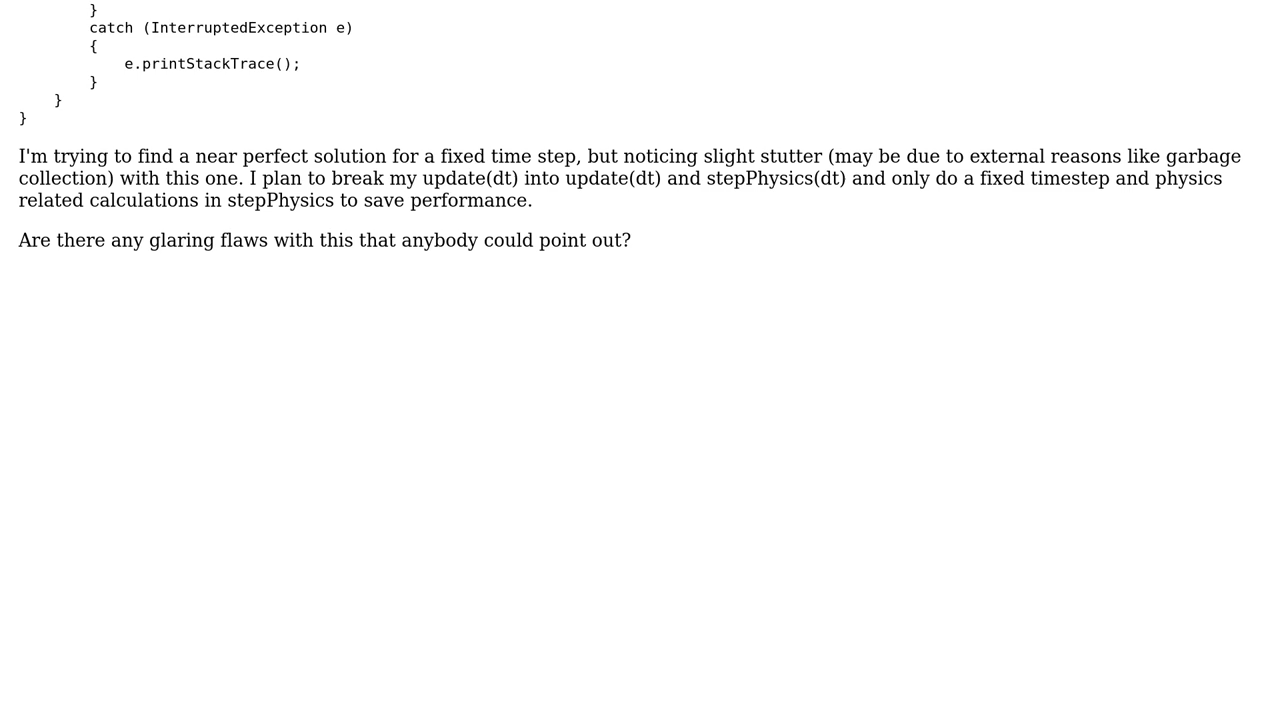 }
        catch (InterruptedException e)
        {
            e.printStackTrace();
        }
    }
}
I'm trying to find a near perfect solution for a fixed time step, but noticing slight stutter (may be due to external reasons like garbage
collection) with this one. I plan to break my update(dt) into update(dt) and stepPhysics(dt) and only do a fixed timestep and physics
related calculations in stepPhysics to save performance.
Are there any glaring flaws with this that anybody could point out?